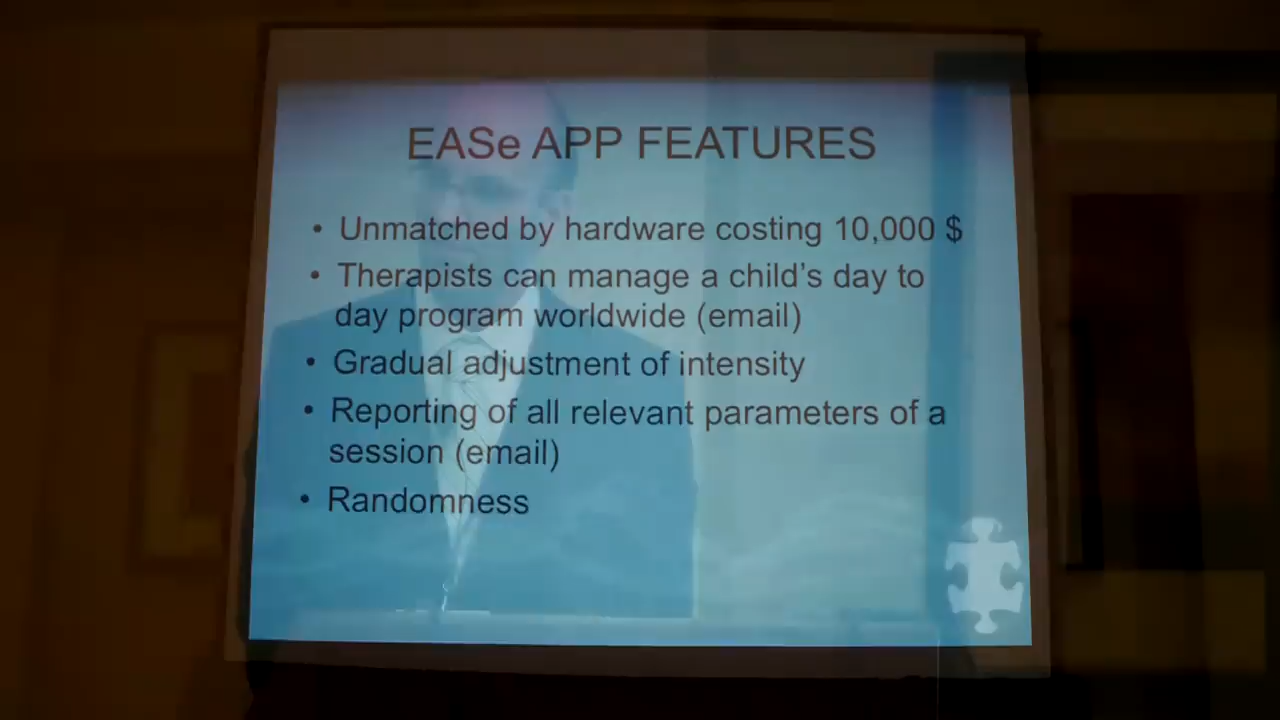 EASe APP FEATURES
• Unmatched by hardware costing 10,000 $
• Therapists can manage a child's day to
day program worldwide (email)
• Gradual adjustment of intensity
• Reporting of all relevant parameters of a
session (email)
• Randomness